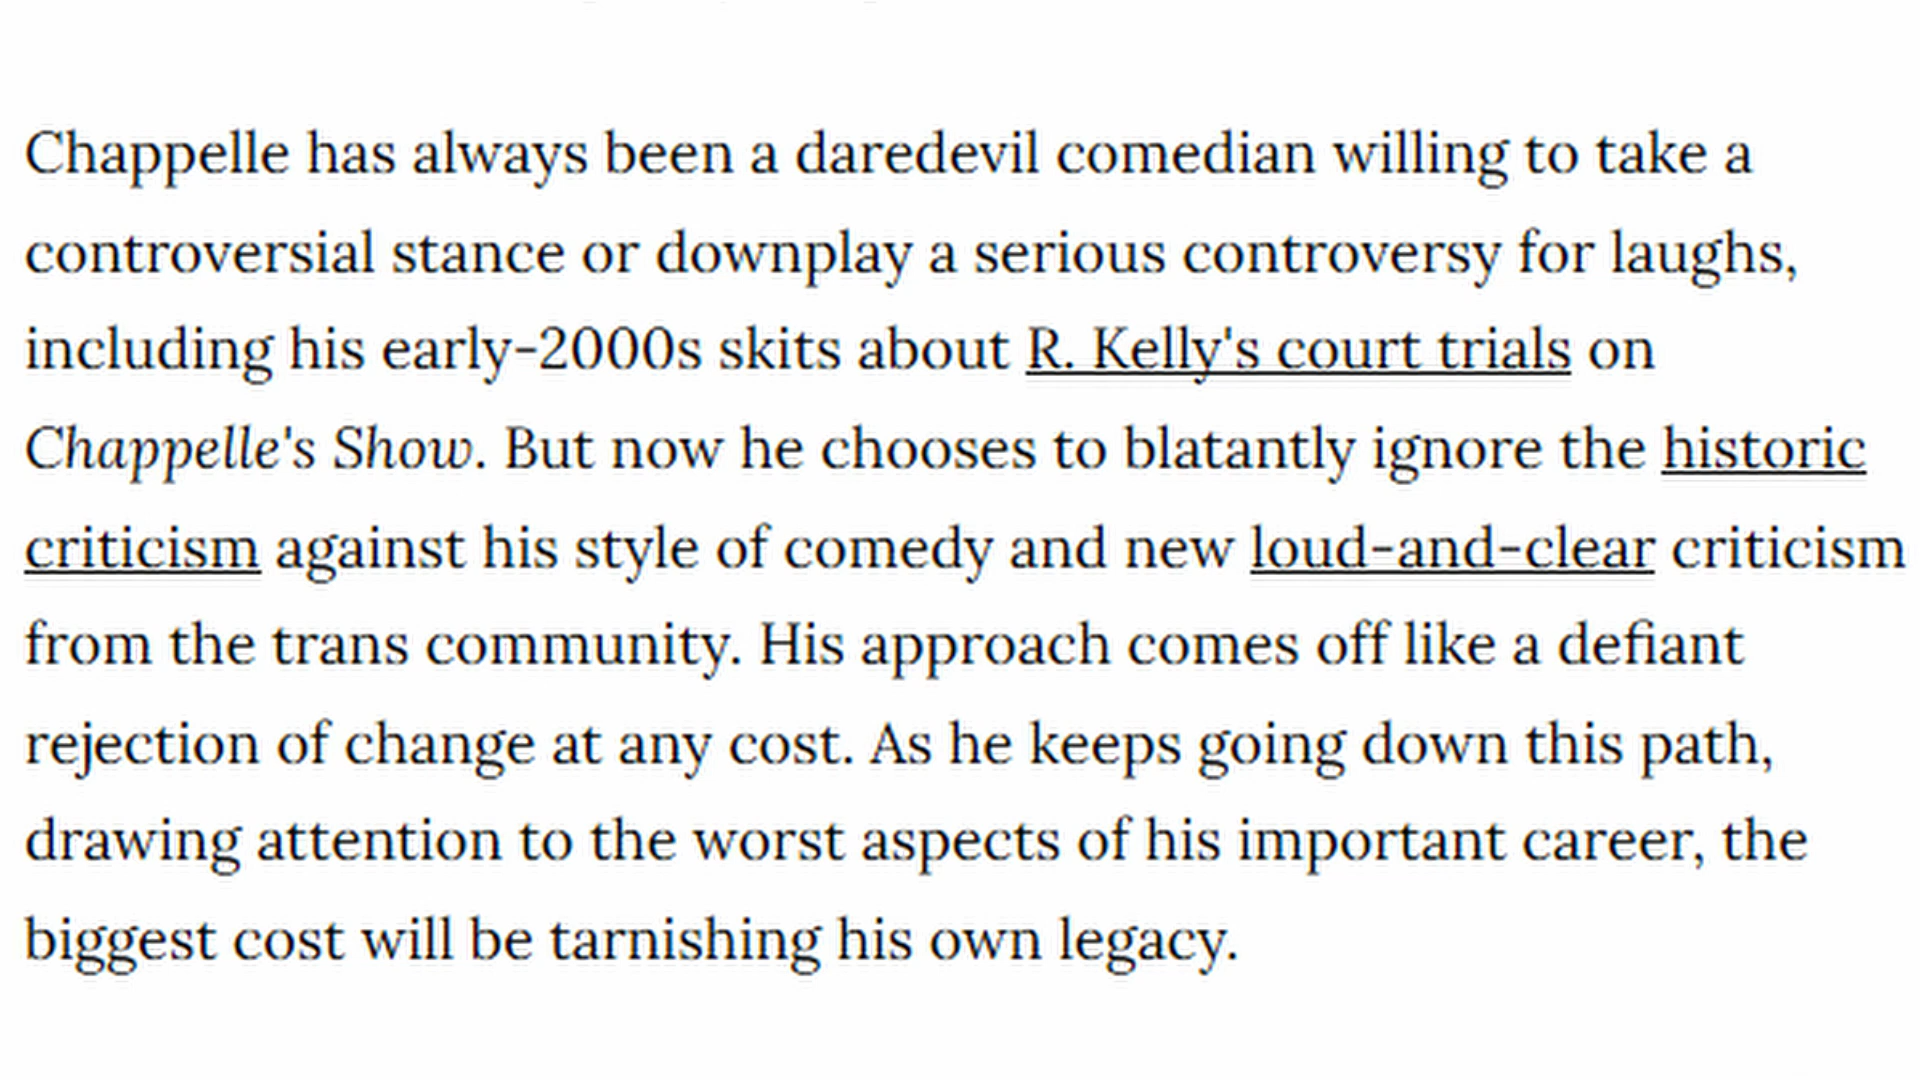 Chappelle has always been a daredevil comedian willing to take a
controversial stance or downplay a serious controversy for laughs,
including his early-2000s skits about R. Kelly's court trials on
Chappelle's Show. But now he chooses to blatantly ignore the historic
criticism against his style of comedy and new loud-and-clear criticism
from the trans community. His approach comes off like a defiant
rejection of change at any cost. As he keeps going down this path,
drawing attention to the worst aspects of his important career, the
biggest cost will be tarnishing his own legacy.